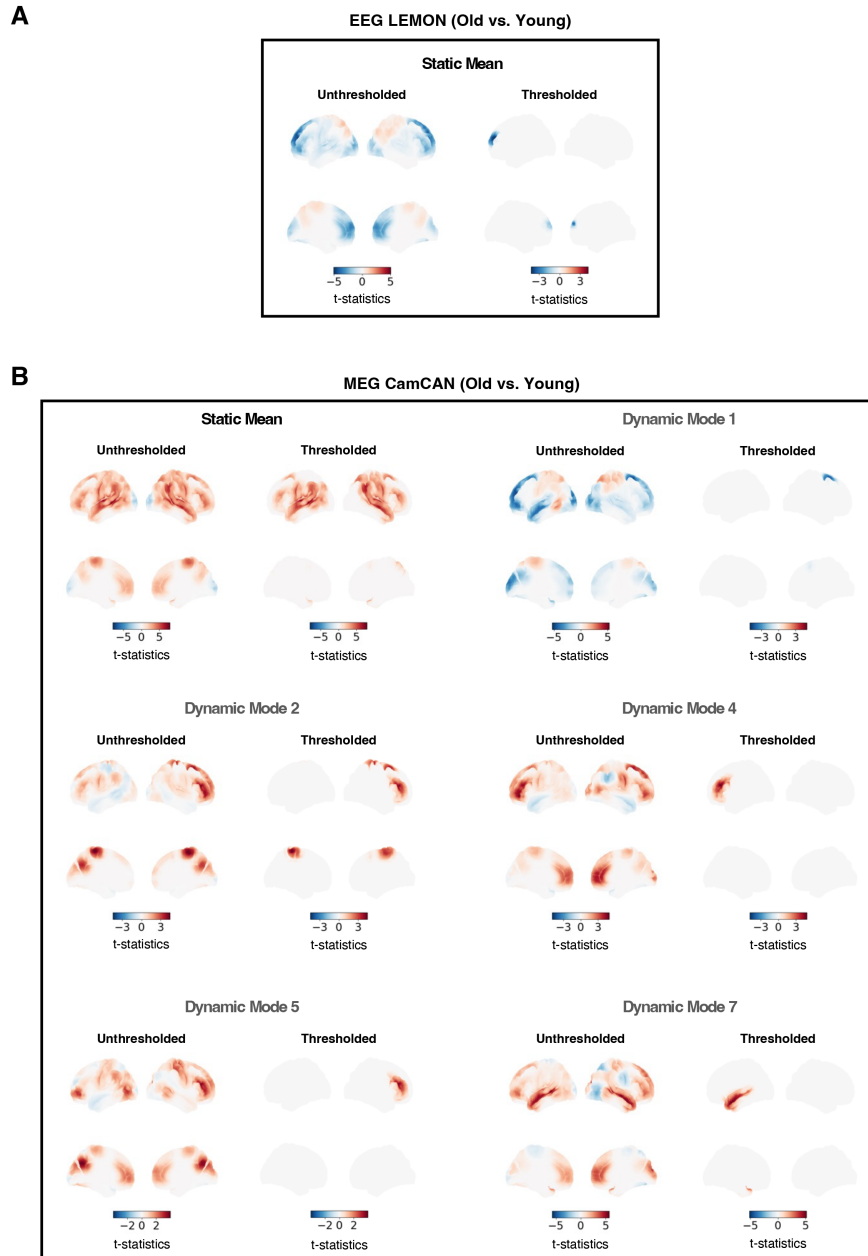 A
EEG LEMON (Old vs. Young)
Static Mean
Unthresholded Thresholded
−5 0 5 −3 0 3
t-statistics t-statistics
B
MEG CamCAN (Old vs. Young)
Static Mean Dynamic Mode 1
Unthresholded Thresholded Unthresholded Thresholded
−5 0 5 −5 0 5 −5 0 5 −3 0 3
t-statistics t-statistics t-statistics t-statistics
Dynamic Mode 2 Dynamic Mode 4
Unthresholded Thresholded Unthresholded Thresholded
−3 0 3 −3 0 3 −3 0 3 −3 0 3
t-statistics t-statistics t-statistics t-statistics
Dynamic Mode 5 Dynamic Mode 7
Unthresholded Thresholded Unthresholded Thresholded
−2 0 2 −2 0 2 −5 0 5 −5 0 5
t-statistics t-statistics t-statistics t-statistics